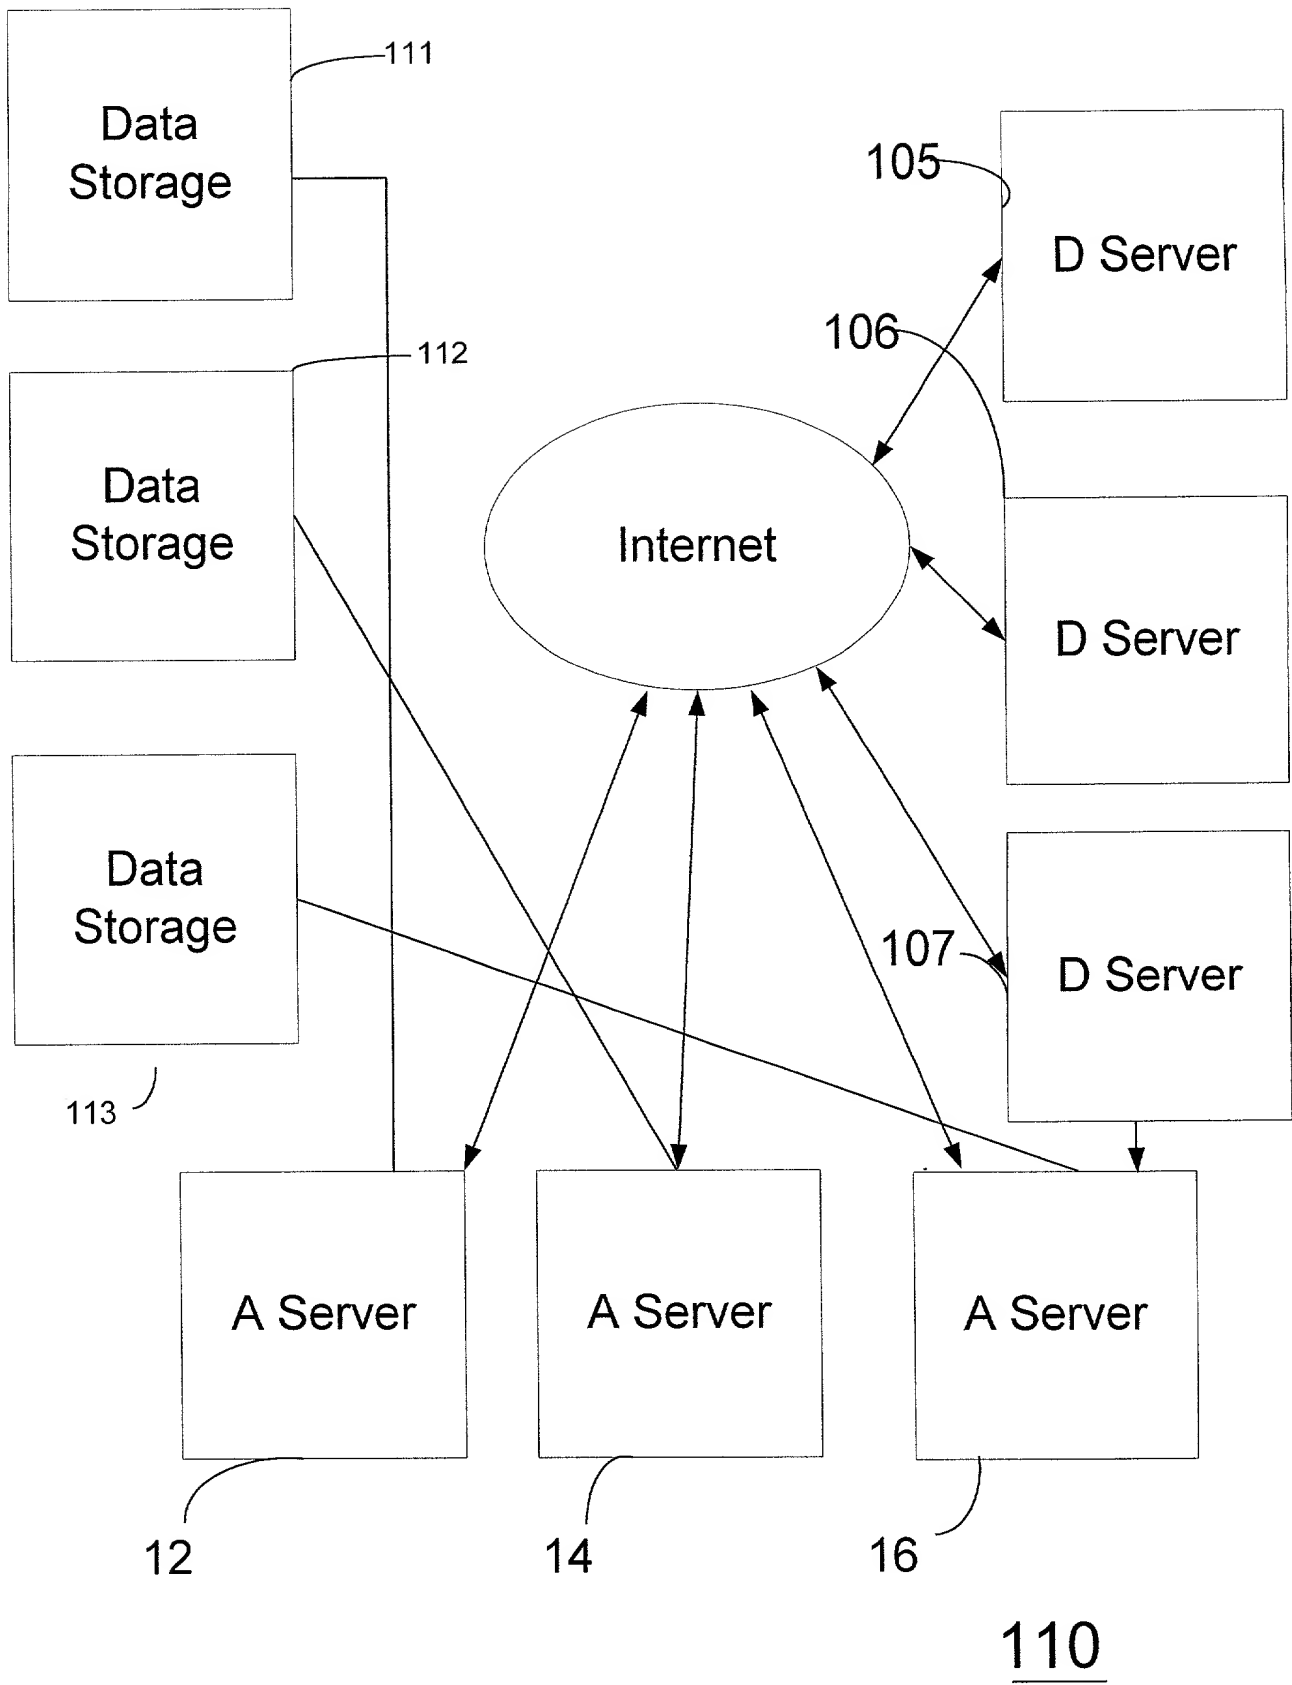 111
Data
Storage
105
D Server
106
112
Data
Storage
Internet
D Server
Data
Storage
107
D Server
113
A Server
A Server
A Server
12
14
16
110